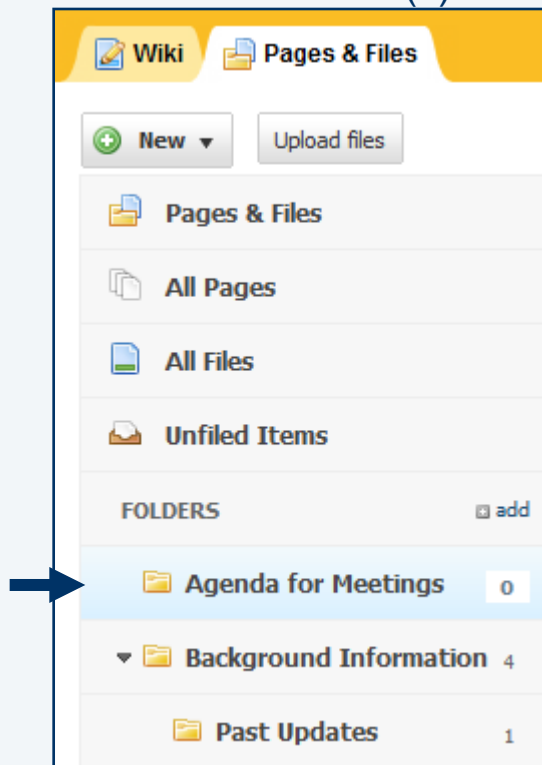 Wiki Pages & Files
New Upload files
Pages & Files
All Pages
All Files
Unfiled Items
FOLDERS add
Agenda for Meetings 0
Background Information 4
Past Updates 1